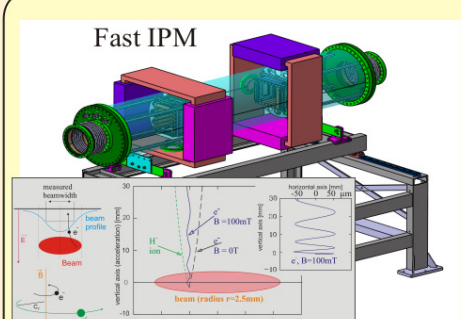 Fast IPM
measured
beamwidth
beam
profile
e-
Beam
E
B
e-
vertical axis (acceleration) [mm]
30
20
10
0
-10
H-
ion
e-
B=100mT
e-
B=0T
beam (radius r=2.5mm)
horizontal axis [mm]
-50 0 50 μm
vertical axis [mm]
30
20
10
0
-10
e-, B=100mT